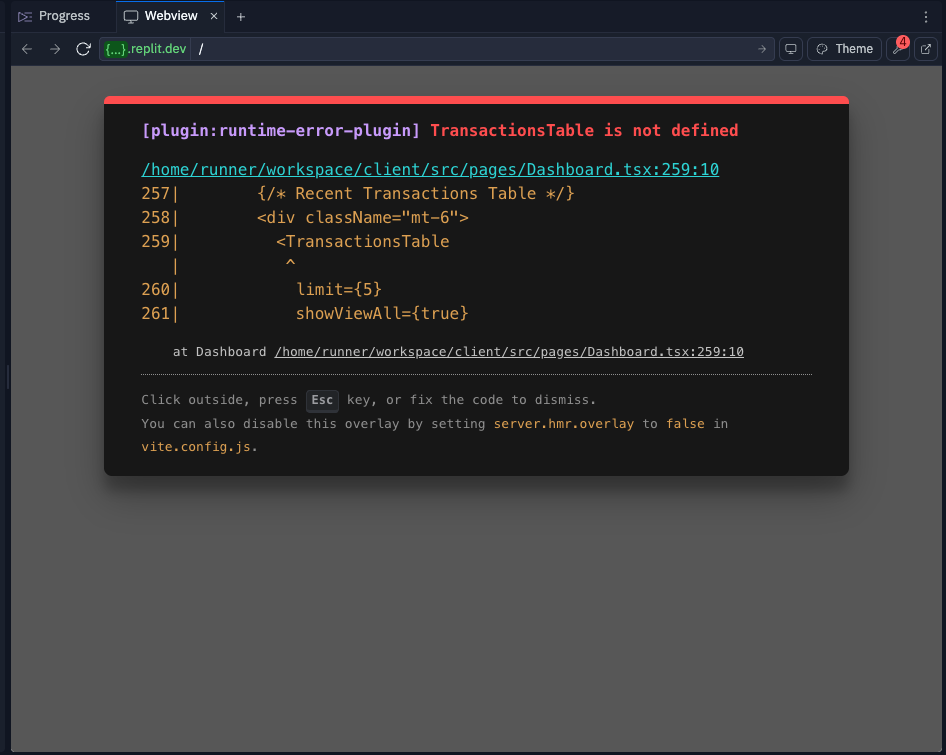 Progress
Webview ×
+
{...}.replit.dev /
Theme
4
[plugin:runtime-error-plugin] TransactionsTable is not defined
/home/runner/workspace/client/src/pages/Dashboard.tsx:259:10
257|        {/* Recent Transactions Table */}
258|        <div className="mt-6">
259|          <TransactionsTable
   |           ^
260|            limit={5}
261|            showViewAll={true}
at Dashboard /home/runner/workspace/client/src/pages/Dashboard.tsx:259:10
Click outside, press Esc key, or fix the code to dismiss.
You can also disable this overlay by setting server.hmr.overlay to false in
vite.config.js.